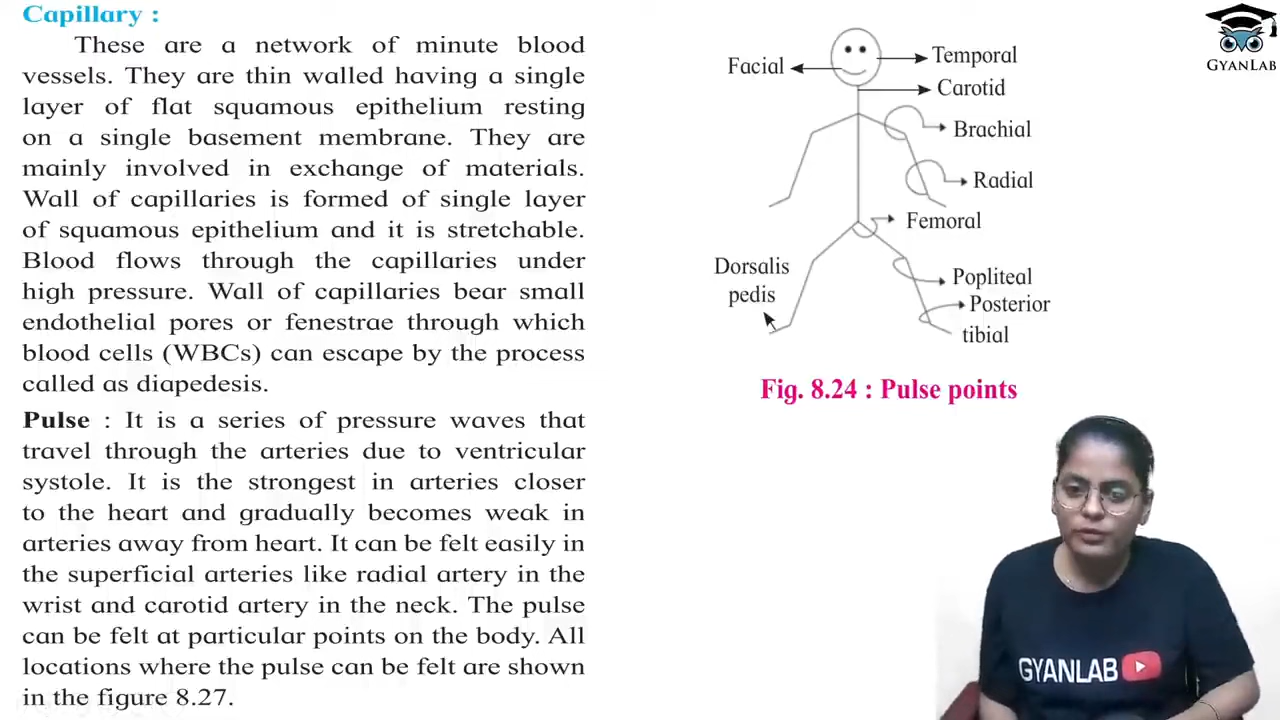 Capillary :
These are a network of minute blood
vessels. They are thin walled having a single
layer of flat squamous epithelium resting
on a single basement membrane. They are
mainly involved in exchange of materials.
Wall of capillaries is formed of single layer
of squamous epithelium and it is stretchable.
Blood flows through the capillaries under
high pressure. Wall of capillaries bear small
endothelial pores or fenestrae through which
blood cells (WBCs) can escape by the process
called as diapedesis.
Pulse : It is a series of pressure waves that
travel through the arteries due to ventricular
systole. It is the strongest in arteries closer
to the heart and gradually becomes weak in
arteries away from heart. It can be felt easily in
the superficial arteries like radial artery in the
wrist and carotid artery in the neck. The pulse
can be felt at particular points on the body. All
locations where the pulse can be felt are shown
in the figure 8.27.
Facial
Temporal
Carotid
Brachial
Radial
Femoral
Dorsalis
pedis
Popliteal
Posterior
tibial
Fig. 8.24 : Pulse points
GYANLAB
GYANLAB